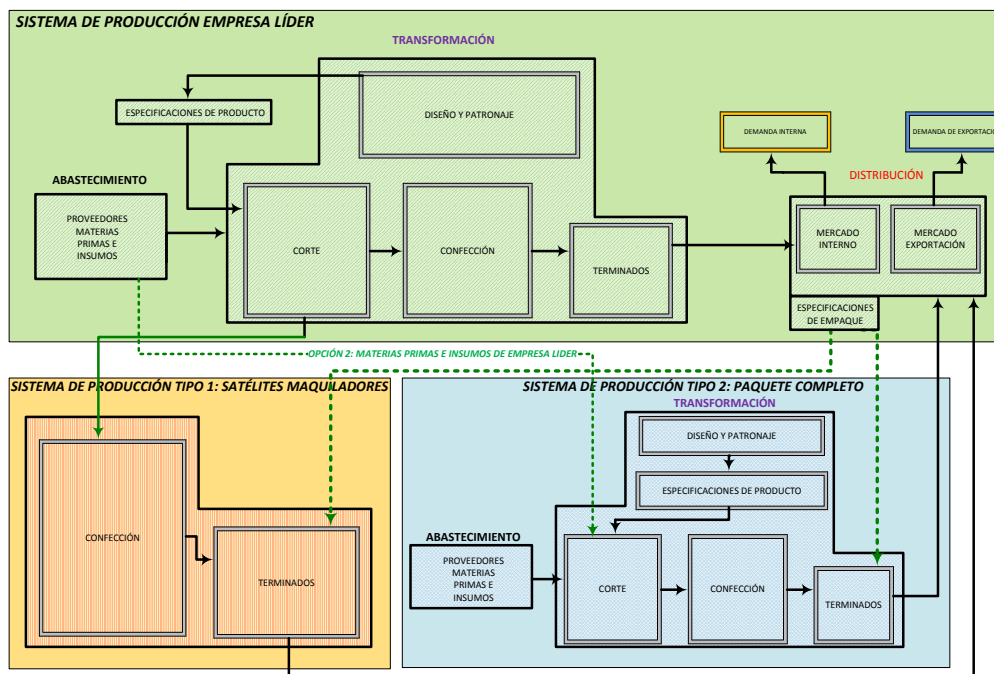 SISTEMA DE PRODUCCIÓN EMPRESA LÍDER
TRANSFORMACIÓN
ESPECIFICACIONES DE PRODUCTO
DISEÑO Y PATRONAJE
DEMANDA INTERNA
DEMANDA DE EXPORTACIO
ABASTECIMIENTO
DISTRIBUCIÓN
PROVEEDORES
MATERIAS
PRIMAS E
INSUMOS
CORTE
CONFECCIÓN
TERMINADOS
MERCADO
INTERNO
MERCADO
EXPORTACIÓN
ESPECIFICACIONES
DE EMPAQUE
OPCIÓN 2: MATERIAS PRIMAS E INSUMOS DE EMPRESA LIDER
SISTEMA DE PRODUCCIÓN TIPO 1: SATÉLITES MAQUILADORES
CONFECCIÓN
TERMINADOS
SISTEMA DE PRODUCCIÓN TIPO 2: PAQUETE COMPLETO
TRANSFORMACIÓN
DISEÑO Y PATRONAJE
ESPECIFICACIONES DE PRODUCTO
ABASTECIMIENTO
PROVEEDORES
MATERIAS
PRIMAS E
INSUMOS
CORTE
CONFECCIÓN
TERMINADOS